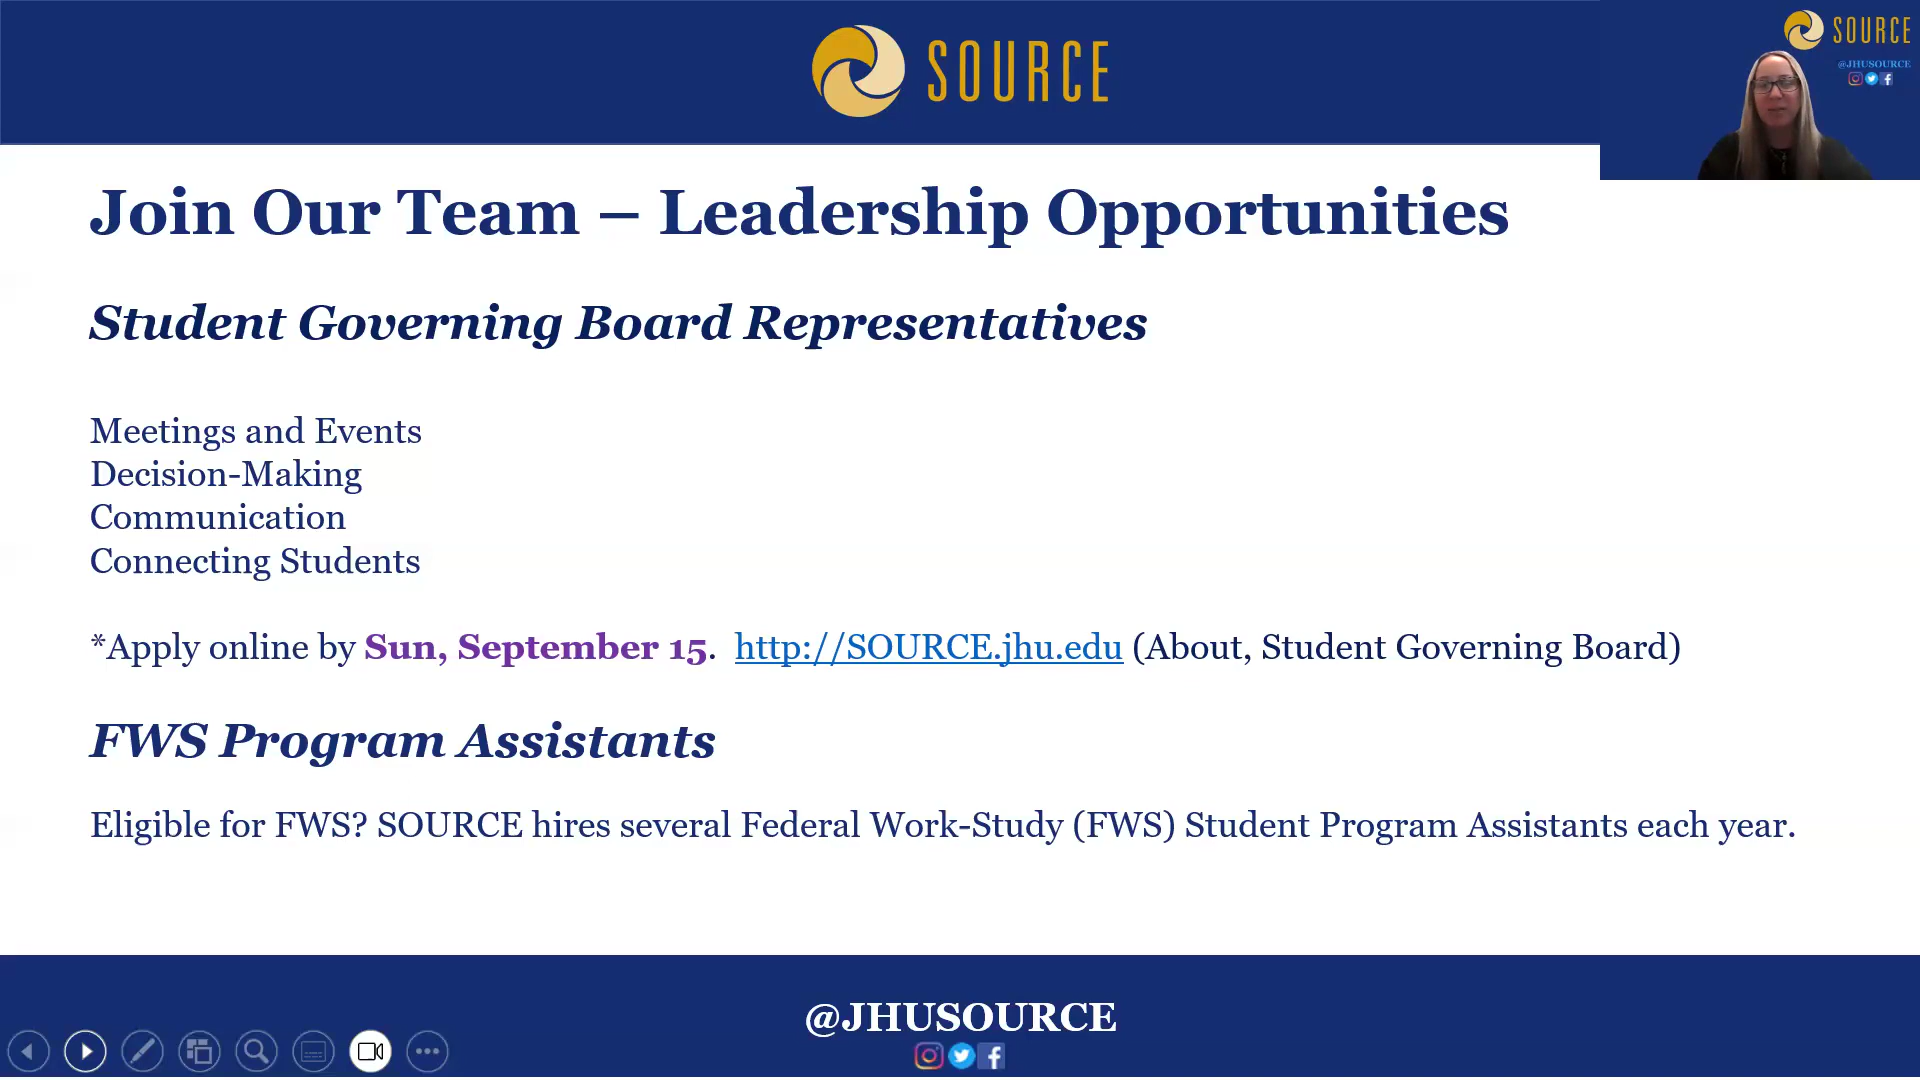 SOURCE
SOURCE
@JHUSOURCE
Join Our Team – Leadership Opportunities
Student Governing Board Representatives
Meetings and Events
Decision-Making
Communication
Connecting Students
*Apply online by Sun, September 15.  http://SOURCE.jhu.edu (About, Student Governing Board)
FWS Program Assistants
Eligible for FWS? SOURCE hires several Federal Work-Study (FWS) Student Program Assistants each year.
@JHUSOURCE